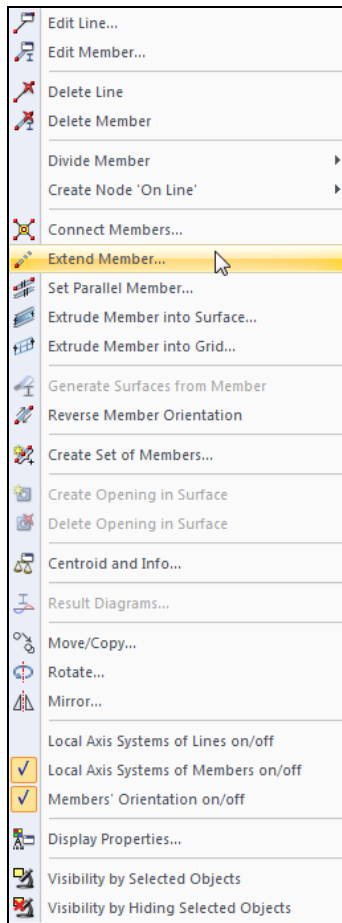 Edit Line...
Edit Member...
Delete Line
Delete Member
Divide Member
Create Node 'On Line'
Connect Members...
Extend Member...
Set Parallel Member...
Extrude Member into Surface...
Extrude Member into Grid...
Generate Surfaces from Member
Reverse Member Orientation
Create Set of Members...
Create Opening in Surface
Delete Opening in Surface
Centroid and Info...
Result Diagrams...
Move/Copy...
Rotate...
Mirror...
Local Axis Systems of Lines on/off
Local Axis Systems of Members on/off
Members' Orientation on/off
Display Properties...
Visibility by Selected Objects
Visibility by Hiding Selected Objects